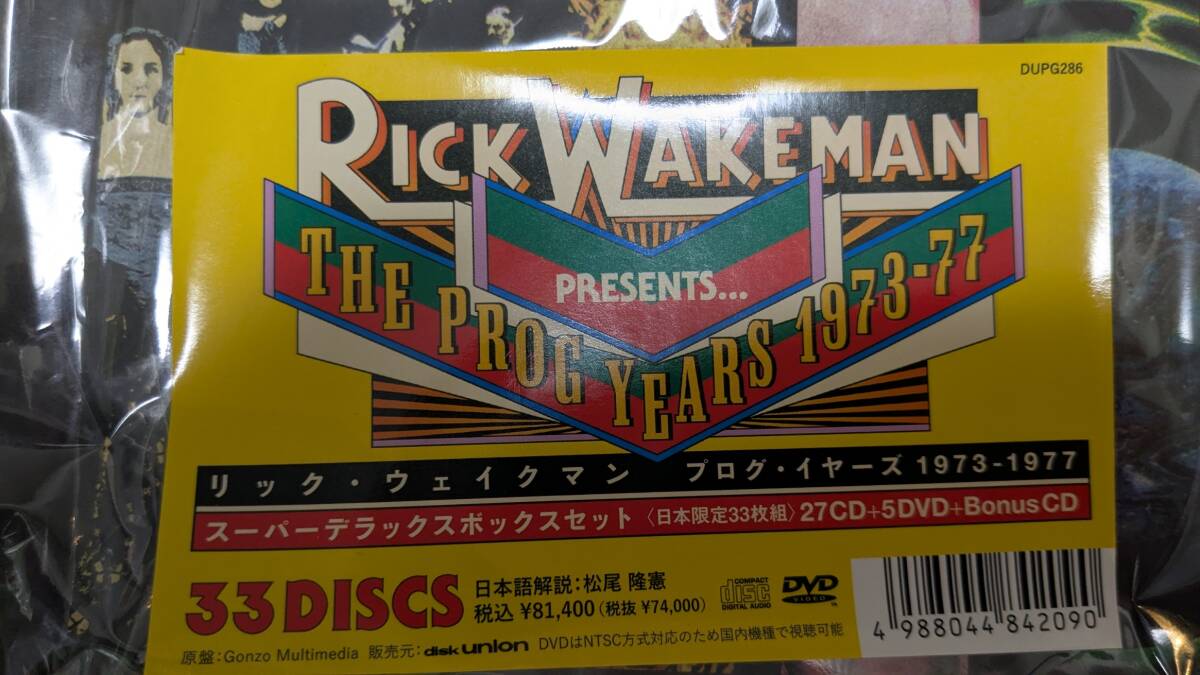 DUPG286
RICK WAKEMAN
PRESENTS...
THE PROG YEARS 1973-77
リック・ウェイクマン プログ・イヤーズ 1973-1977
スーパーデラックスボックスセット〈日本限定33枚組〉27CD+5DVD+Bonus CD
33 DISCS
日本語解説:松尾 隆憲
税込 ¥81,400(税抜 ¥74,000)
COMPACT
disc
DIGITAL AUDIO
DVD
VIDEO
原盤:Gonzo Multimedia 販売元:disk union DVDはNTSC方式対応のため国内機種で視聴可能
4 988044 842090